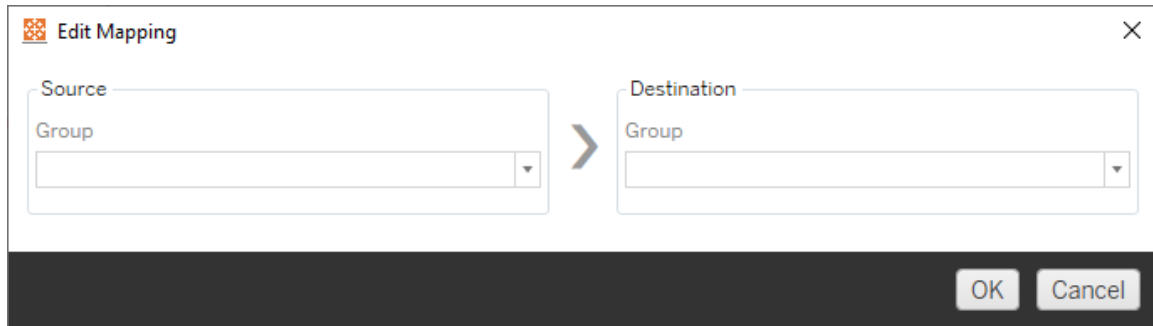 Edit Mapping
Source
Destination
Group
Group
OK
Cancel